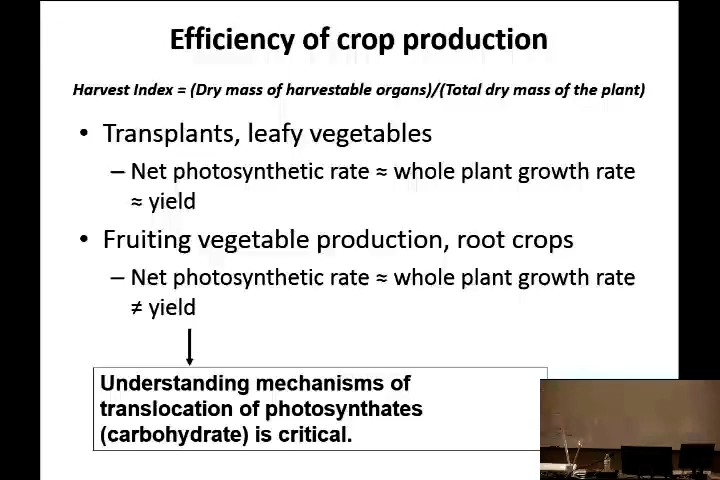 Efficiency of crop production
Harvest Index = (Dry mass of harvestable organs)/(Total dry mass of the plant)
• Transplants, leafy vegetables
– Net photosynthetic rate ≈ whole plant growth rate
≈ yield
• Fruiting vegetable production, root crops
– Net photosynthetic rate ≈ whole plant growth rate
≠ yield
Understanding mechanisms of
translocation of photosynthates
(carbohydrate) is critical.